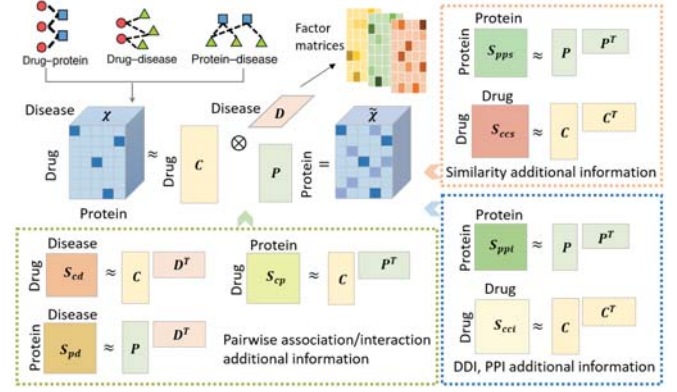 Drug–protein
Drug–disease
Protein–disease
Factor
matrices
Disease
χ
Drug
Protein
≈
Drug
C
⊗
Disease
D
P
Protein
=
χ̃
Protein
Protein
S_pps ≈ P P^T
Drug
Drug
S_ccs ≈ C C^T
Similarity additional information
Disease
Drug
S_cd ≈ C D^T
Protein
Drug
S_cp ≈ C P^T
Protein
S_pd ≈ P D^T
Pairwise association/interaction
additional information
Protein
Protein
S_ppi ≈ P P^T
Drug
Drug
S_cci ≈ C C^T
DDI, PPI additional information